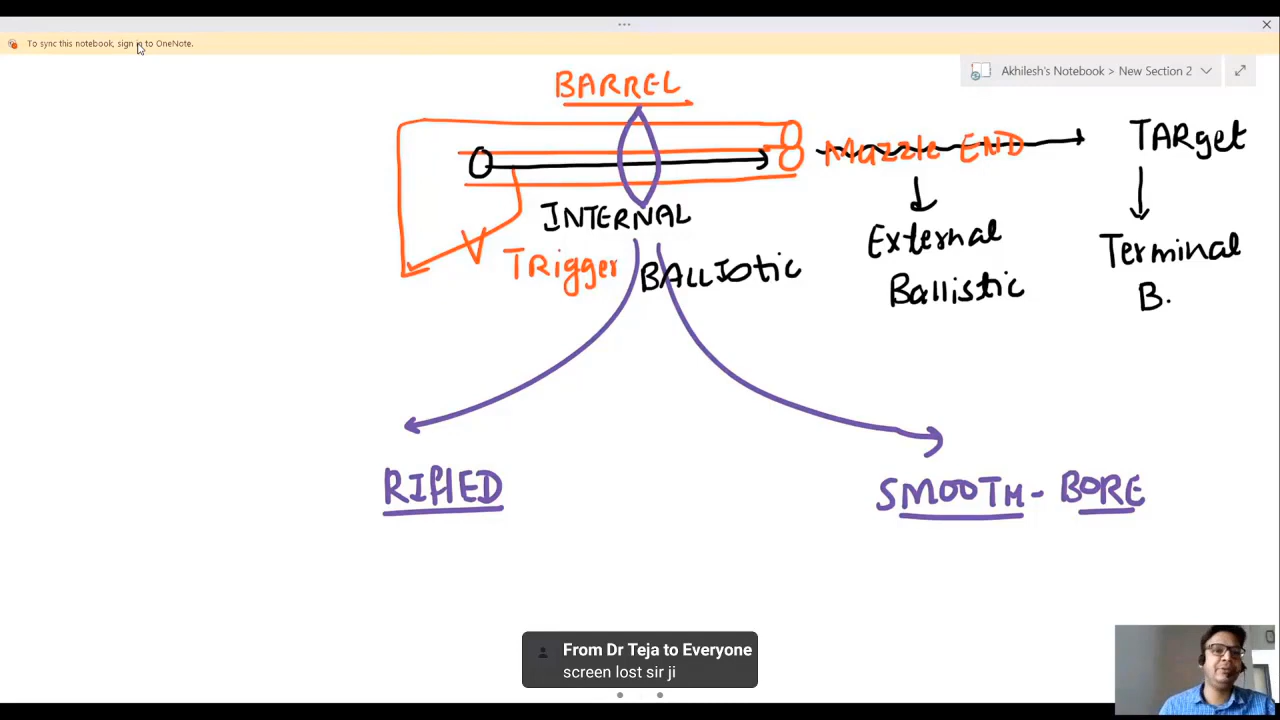 To sync this notebook, sign in to OneNote.
Akhilesh's Notebook > New Section 2
BARREL
Muzzle END
TARget
INTERNAL
BALLIOTIC
TRigger
External
Ballistic
Terminal
B.
RIFlED
SMOOTH-BORE
From Dr Teja to Everyone
screen lost sir ji